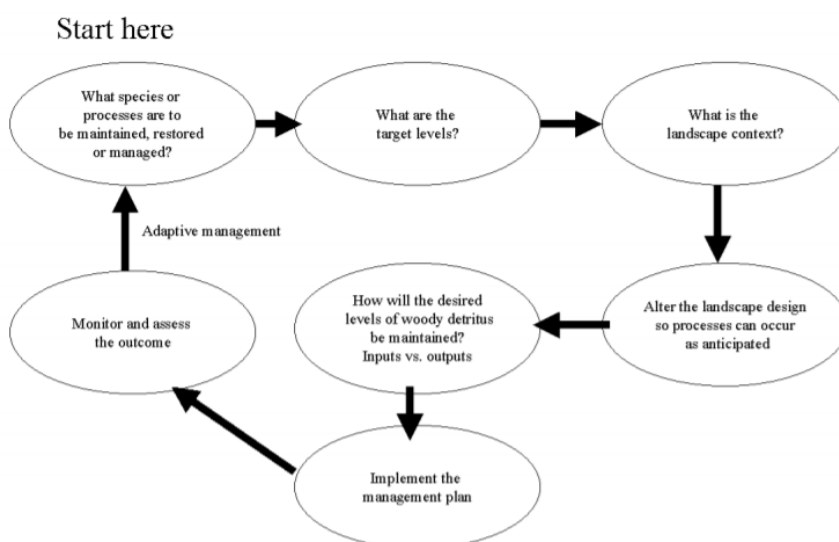 Start here
What species or
processes are to
be maintained, restored
or managed?
What are the
target levels?
What is the
landscape context?
Alter the landscape design
so processes can occur
as anticipated
How will the desired
levels of woody detritus
be maintained?
Inputs vs. outputs
Implement the
management plan
Monitor and assess
the outcome
Adaptive management